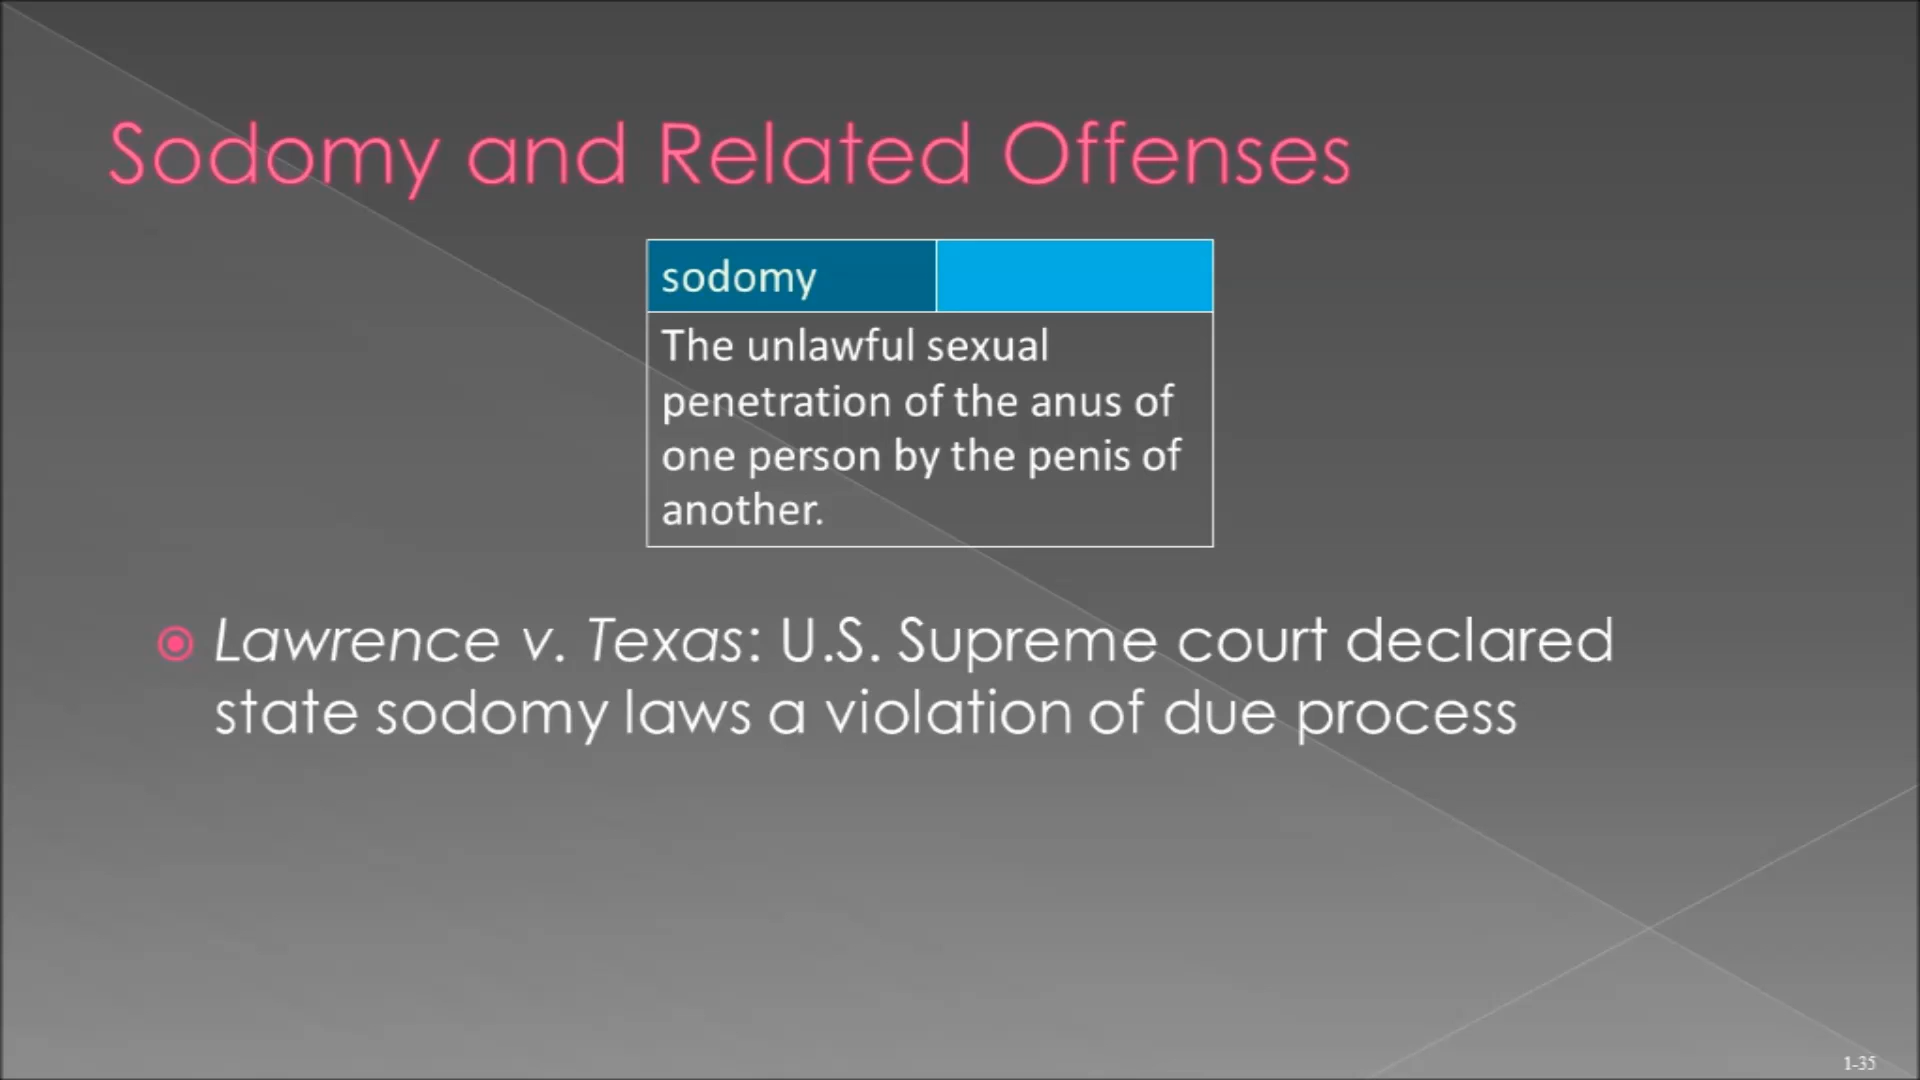 Sodomy and Related Offenses
sodomy
The unlawful sexual
penetration of the anus of
one person by the penis of
another.
Lawrence v. Texas: U.S. Supreme court declared
state sodomy laws a violation of due process
1-35